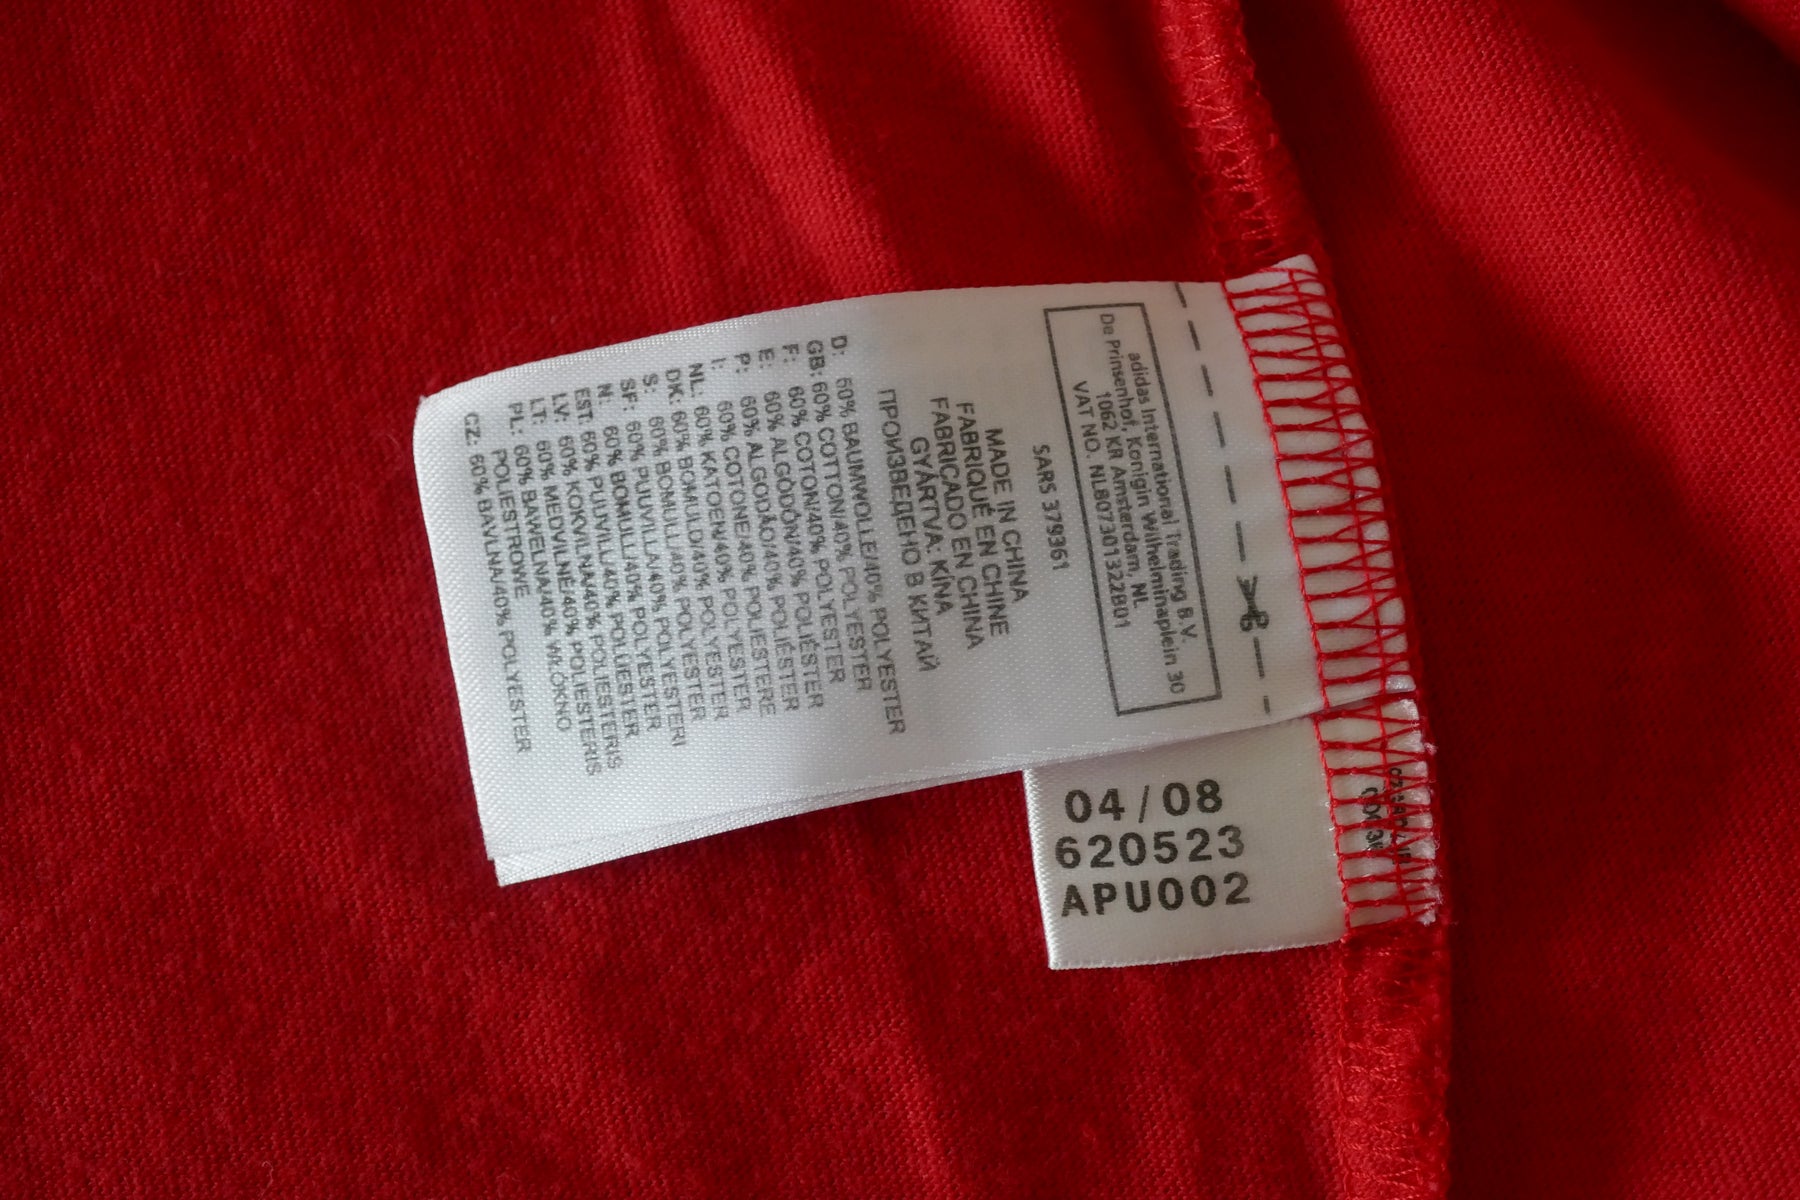 adidas International Trading B.V.
De Prinsenhof, Konigin Wilhelminaplein 30
1062 KR Amsterdam, NL
VAT NO. NL807301322B01
SARS 379361
MADE IN CHINA
FABRIQUÉ EN CHINE
FABRICADO EN CHINA
GYÁRTVA: KÍNA
ПРОИЗВЕДЕНО В КИТАЙ
D: 60% BAUMWOLLE/40% POLYESTER
GB: 60% COTTON/40% POLYESTER
F: 60% COTON/40% POLYESTER
E: 60% ALGODÓN/40% POLIÉSTER
P: 60% ALGODÃO/40% POLIÉSTER
I: 60% COTONE/40% POLIESTERE
NL: 60% KATOEN/40% POLYESTER
DK: 60% BOMULD/40% POLYESTER
S: 60% BOMULL/40% POLYESTER
SF: 60% PUUVILLA/40% POLYESTERI
N: 60% BOMULL/40% POLYESTER
EST: 60% PUUVILL/40% POLÜESTER
LV: 60% KOKVILNA/40% POLIESTERIS
LT: 60% MEDVILNĖ/40% POLIESTERIS
PL: 60% BAWEŁNA/40% WŁÓKNO
POLIESTROWE
CZ: 60% BAVLNA/40% POLYESTER
04/08
620523
APU002